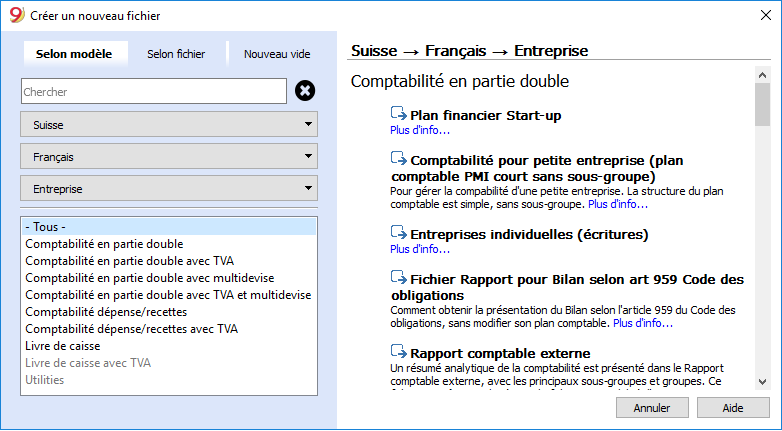 Créer un nouveau fichier
Selon modèle
Selon fichier
Nouveau vide
Chercher
Suisse
Français
Entreprise
- Tous -
Comptabilité en partie double
Comptabilité en partie double avec TVA
Comptabilité en partie double avec multidevise
Comptabilité en partie double avec TVA et multidevise
Comptabilité dépense/recettes
Comptabilité dépense/recettes avec TVA
Livre de caisse
Livre de caisse avec TVA
Utilities
Suisse → Français → Entreprise
Comptabilité en partie double
Plan financier Start-up
Plus d'info...
Comptabilité pour petite entreprise (plan
comptable PMI court sans sous-groupe)
Pour gérer la compabilité d'une petite entreprise. La structure du plan
comptable est simple, sans sous-groupe. Plus d'info...
Entreprises individuelles (écritures)
Plus d'info...
Fichier Rapport pour Bilan selon art 959 Code des
obligations
Comment obtenir la présentation du Bilan selon l'article 959 du Code des
obligations, sans modifier son plan comptable. Plus d'info...
Rapport comptable externe
Un résumé analytique de la comptabilité est présenté dans le Rapport
comptable externe, avec les principaux sous-groupes et groupes. Ce
Annuler
Aide